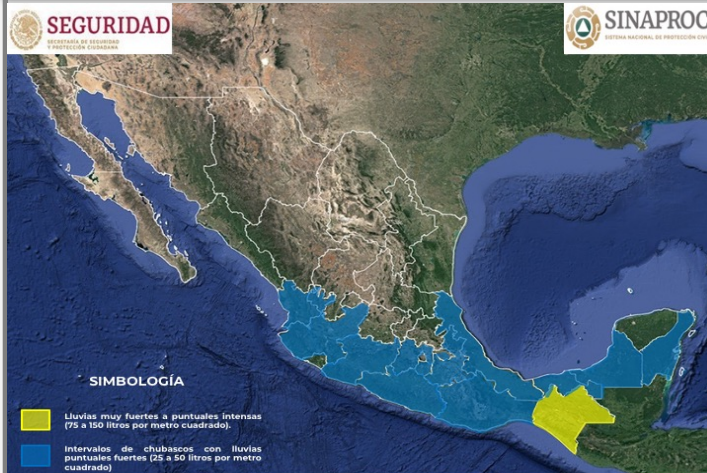 SEGURIDAD
SECRETARÍA DE SEGURIDAD
Y PROTECCIÓN CIUDADANA
SINAPROC
SISTEMA NACIONAL DE PROTECCIÓN CIV
SIMBOLOGÍA
Lluvias muy fuertes a puntuales intensas
(75 a 150 litros por metro cuadrado).
Intervalos de chubascos con lluvias
puntuales fuertes (25 a 50 litros por metro
cuadrado)